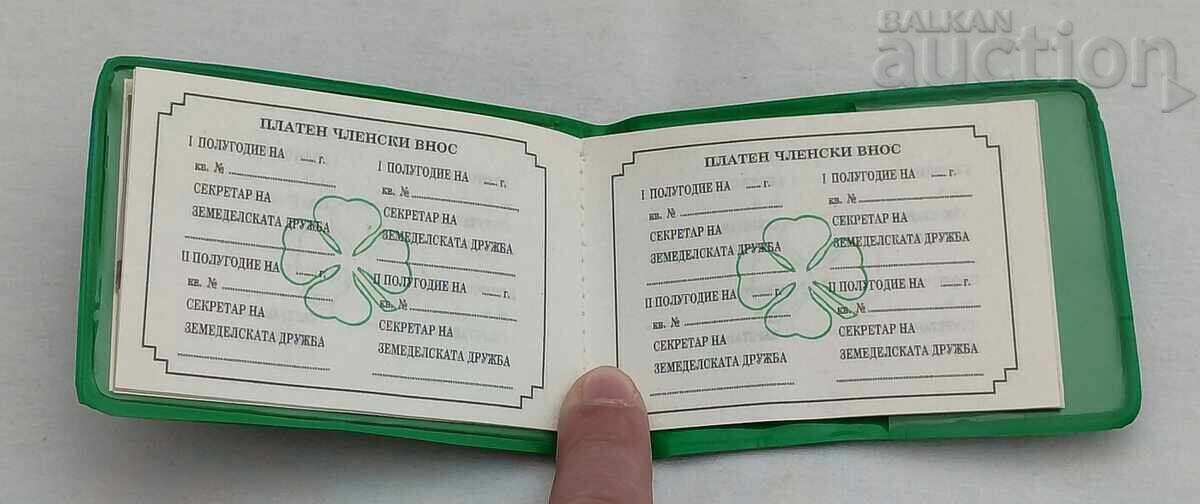 BALKAN
auction
ПЛАТЕН ЧЛЕНСКИ ВНОС
I ПОЛУГОДИЕ НА ...... г.
кв. №
СЕКРЕТАР НА
ЗЕМЕДЕЛСКАТА ДРУЖБА
II ПОЛУГОДИЕ НА ...... г.
кв. №
СЕКРЕТАР НА
ЗЕМЕДЕЛСКАТА ДРУЖБА
I ПОЛУГОДИЕ НА ...... г.
кв. №
СЕКРЕТАР НА
ЗЕМЕДЕЛСКАТА ДРУЖБА
II ПОЛУГОДИЕ НА ...... г.
кв. №
СЕКРЕТАР НА
ЗЕМЕДЕЛСКАТА ДРУЖБА
ПЛАТЕН ЧЛЕНСКИ ВНОС
I ПОЛУГОДИЕ НА ...... г.
кв. №
СЕКРЕТАР НА
ЗЕМЕДЕЛСКАТА ДРУЖБА
II ПОЛУГОДИЕ НА ...... г.
кв. №
СЕКРЕТАР НА
ЗЕМЕДЕЛСКАТА ДРУЖБА
I ПОЛУГОДИЕ НА ...... г.
кв. №
СЕКРЕТАР НА
ЗЕМЕДЕЛСКАТА ДРУЖБА
II ПОЛУГОДИЕ НА ...... г.
кв. №
СЕКРЕТАР НА
ЗЕМЕДЕЛСКАТА ДРУЖБА